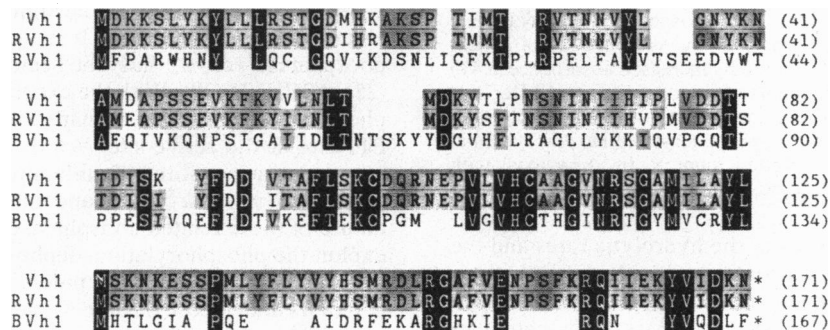 Vh1 MDKKSLYKYLLLRSTGDMHKAKSP TIMT RVTNNVYL GNYKN (41)
RVh1 MDKKSLYKYLLLRSTGDIHRAKSP TMMT RVTNNVYL GNYKN (41)
BVh1 MFPARWHNY LQC GQVIKDSNLICFKTPLRPELFAYVTSEEDVWT (44)
Vh1 AMDAPSSEVKFKYVLNLT MDKYTLPNSNINIIHIPLVDDTT (82)
RVh1 AMEAPSSEVKFKYILNLT MDKYSFTNSNINIIHVPMVDDTS (82)
BVh1 AEQIVKQNPSIGAIIDLTNTSKYYDGVHFLRAGLLYKKIQVPGQTL (90)
Vh1 TDISK YFDD VTAFLSKCDQRNEPVLVHCAAGVNRSGAMILAYL (125)
RVh1 TDISI YFDD ITAFLSKCDQRNEPVLVHCAAGVNRSGAMILAYL (125)
BVh1 PPESIVQEFIDTVKEFTEKCPGM LVGVHCTHGINRTGYMVCRYL (134)
Vh1 MSKNKESSPMLYFLYVYHSMRDLRGAFVENPSFKRQIIEKYVIDKN* (171)
RVh1 MSKNKESSPMLYFLYVYHSMRDLRGAFVENPSFKRQIIEKYVIDKN* (171)
BVh1 MHTLGIA PQE AIDRFEKARGHKIE RQN YVQDLF* (167)